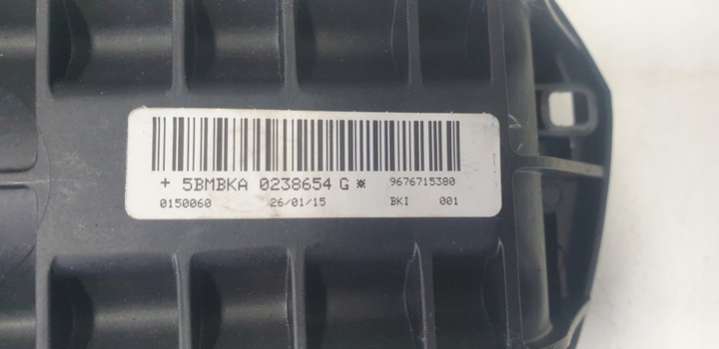 + 5BMBKA 0238654 G ¤ 9676715380
0150060 26/01/15 BKI 001